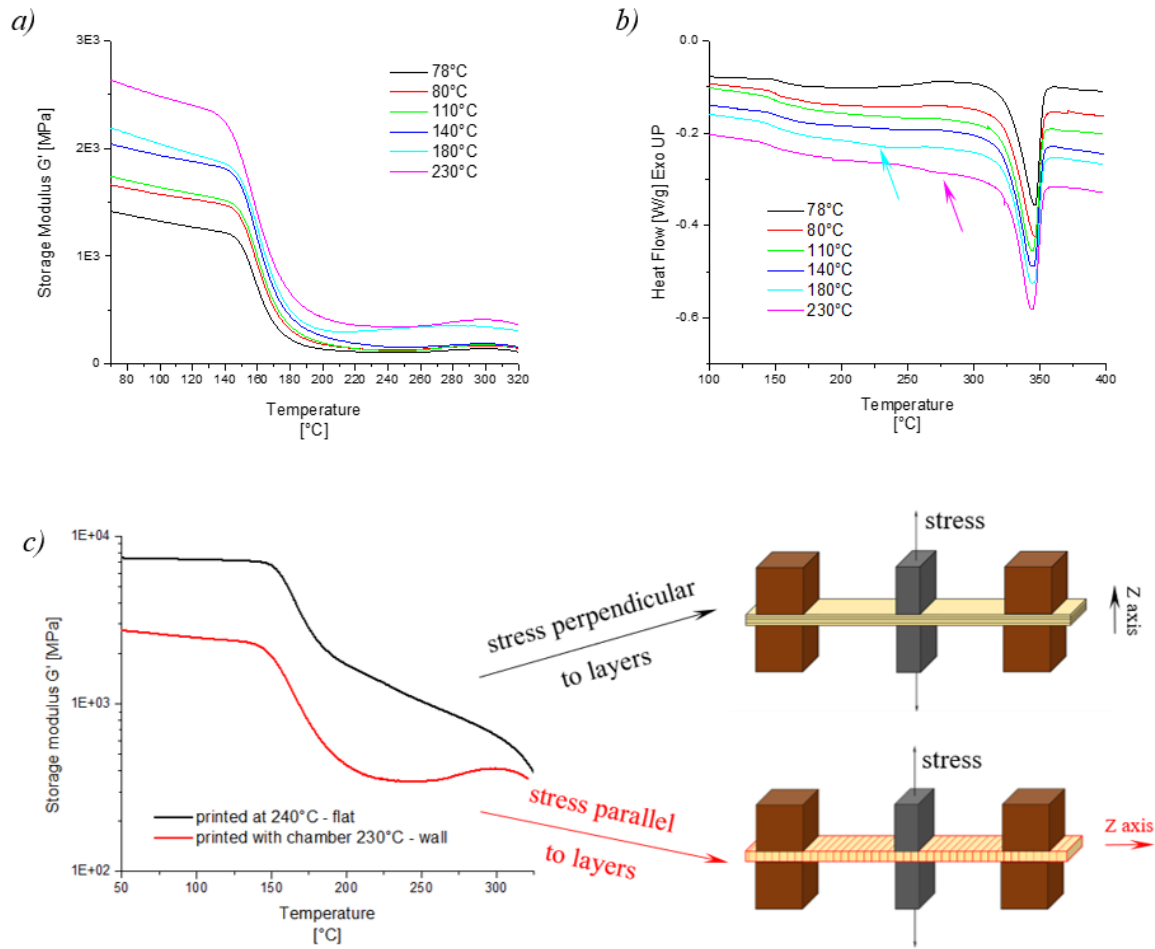 a)
3E3
2E3
1E3
0
Storage Modulus G' [MPa]
78°C
80°C
110°C
140°C
180°C
230°C
80 100 120 140 160 180 200 220 240 260 280 300 320
Temperature
[°C]
b)
0.0
-0.2
-0.4
-0.6
Heat Flow [W/g] Exo UP
78°C
80°C
110°C
140°C
180°C
230°C
100 150 200 250 300 350 400
Temperature
[°C]
c)
1E+04
1E+03
1E+02
Storage modulus G' [MPa]
printed at 240°C - flat
printed with chamber 230°C - wall
50 100 150 200 250 300
Temperature
[°C]
stress perpendicular
to layers
stress
Z axis
stress parallel
to layers
stress
Z axis